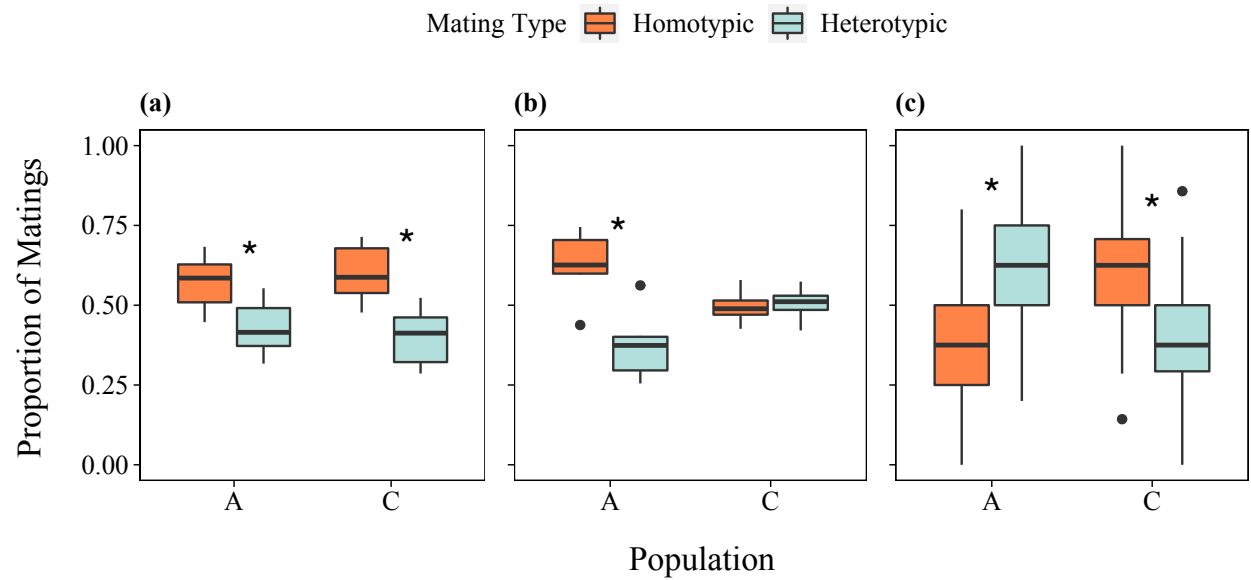 Mating Type Homotypic Heterotypic
(a) (b) (c)
Proportion of Matings
1.00
0.75
0.50
0.25
0.00
* * * * *
A C A C A C
Population